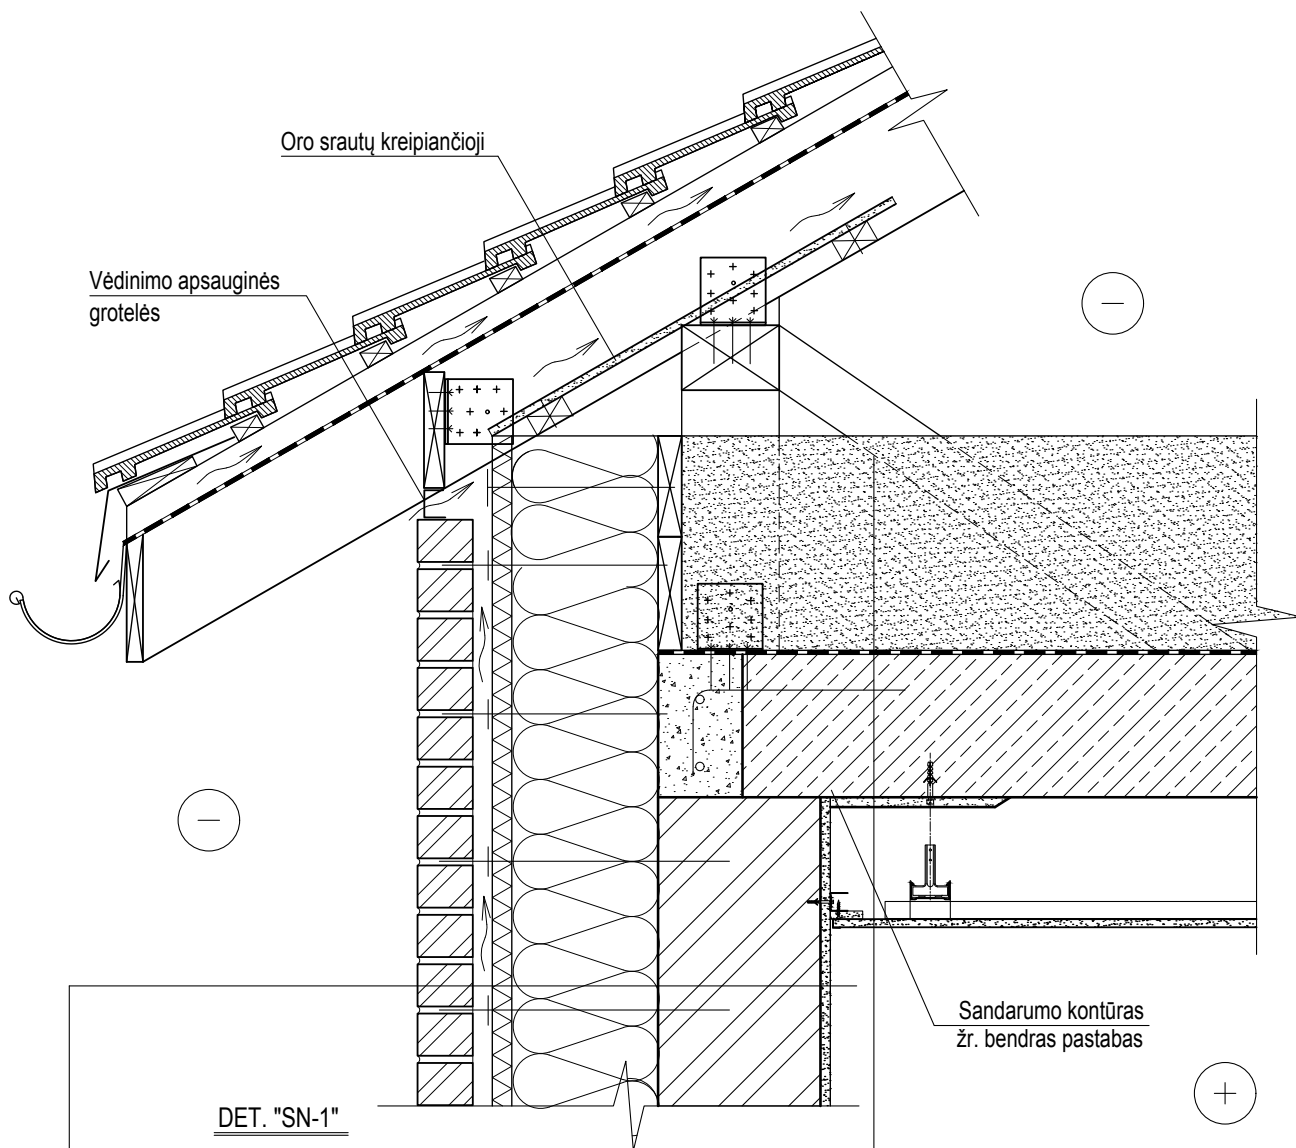 Oro srautų kreipiančioji
Vėdinimo apsauginės
grotelės
Sandarumo kontūras
žr. bendras pastabas
DET. "SN-1"